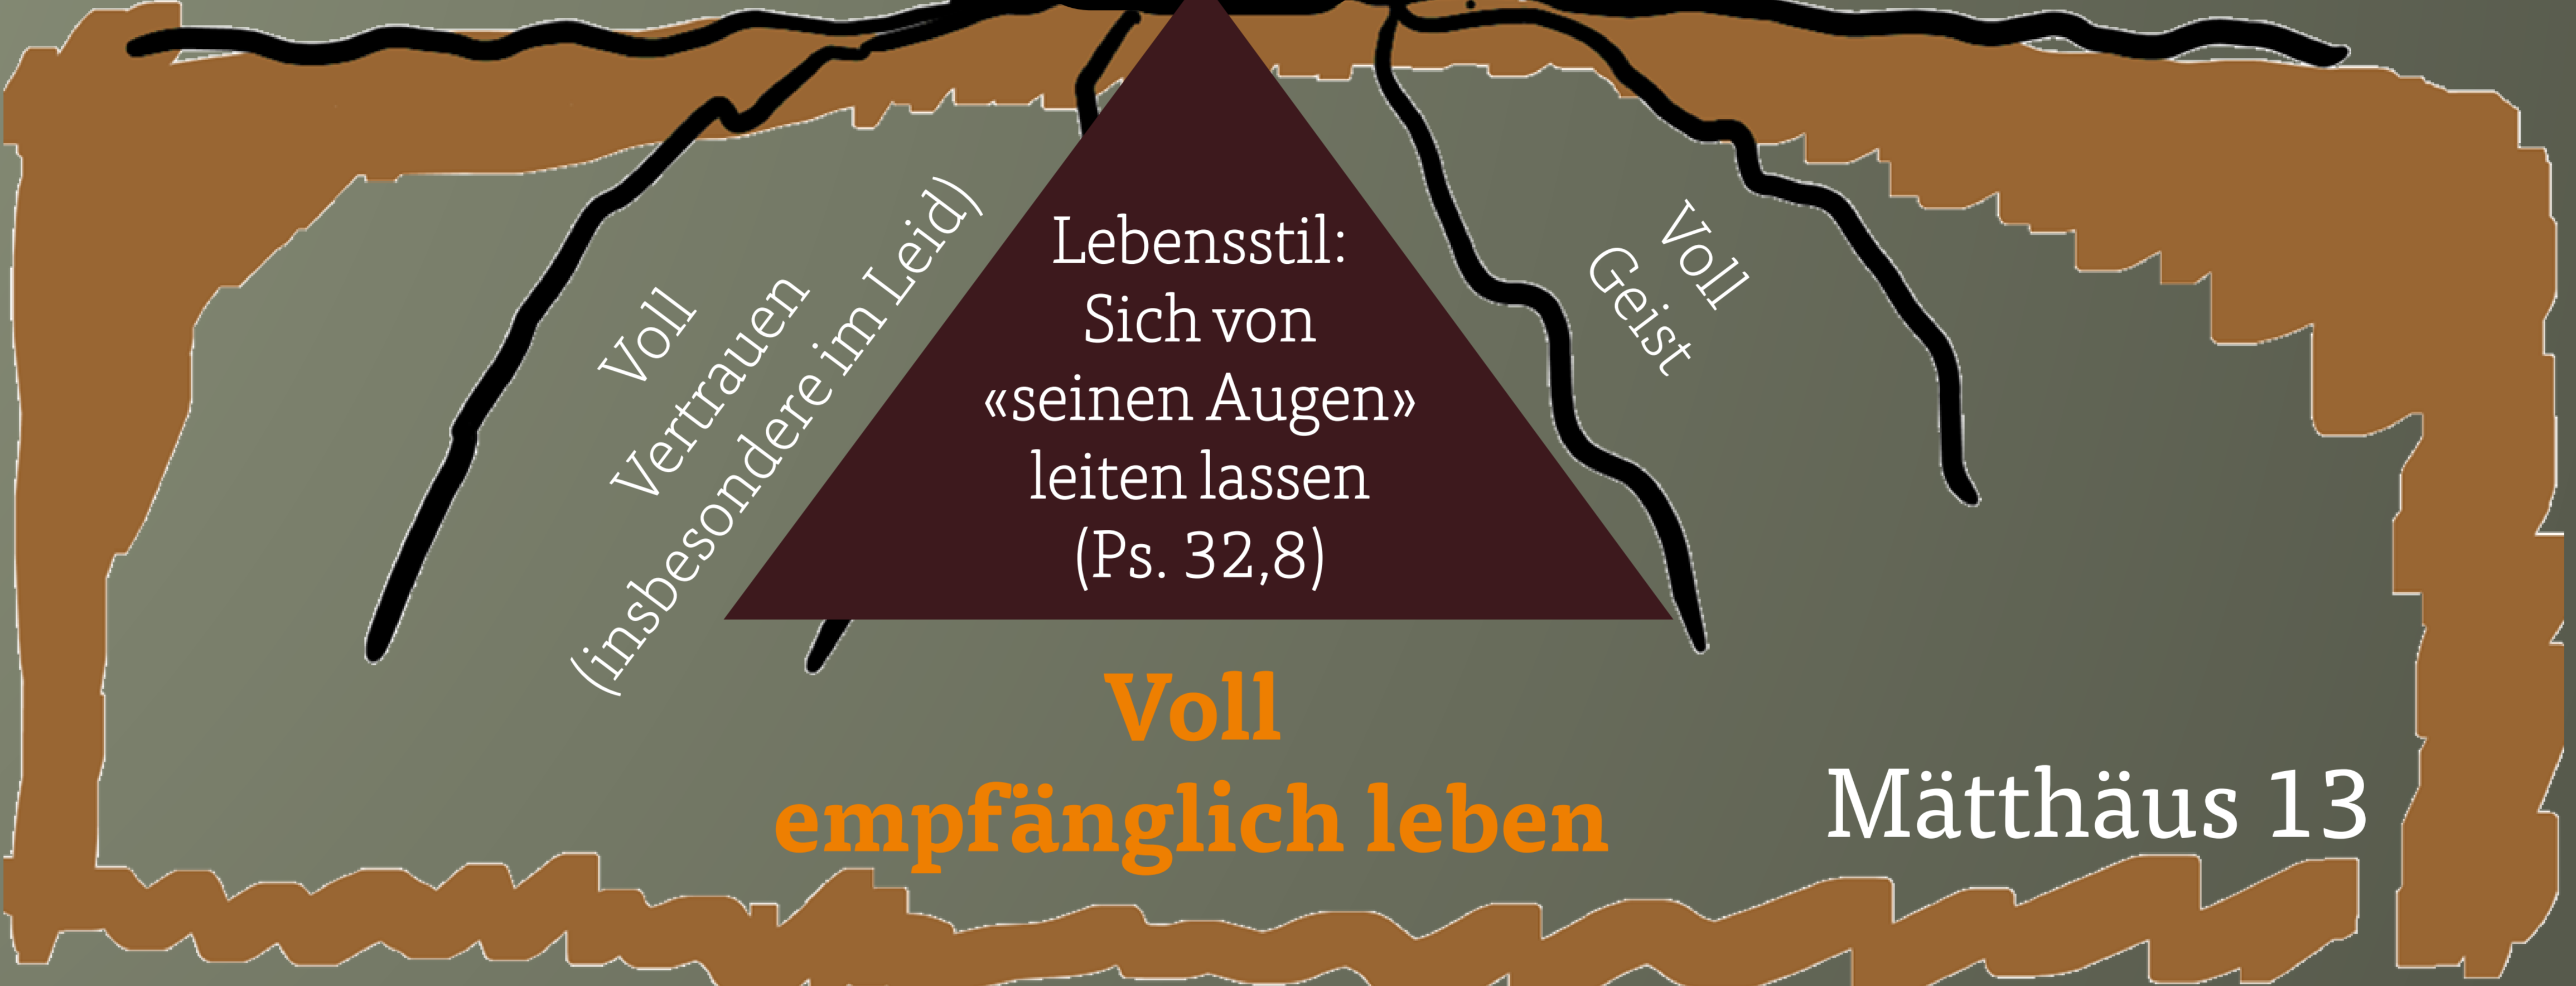 Voll
Vertrauen
(insbesondere im Leid)
Lebensstil:
Sich von
«seinen Augen»
leiten lassen
(Ps. 32,8)
Voll
Geist
Voll
empfänglich leben
Mätthäus 13